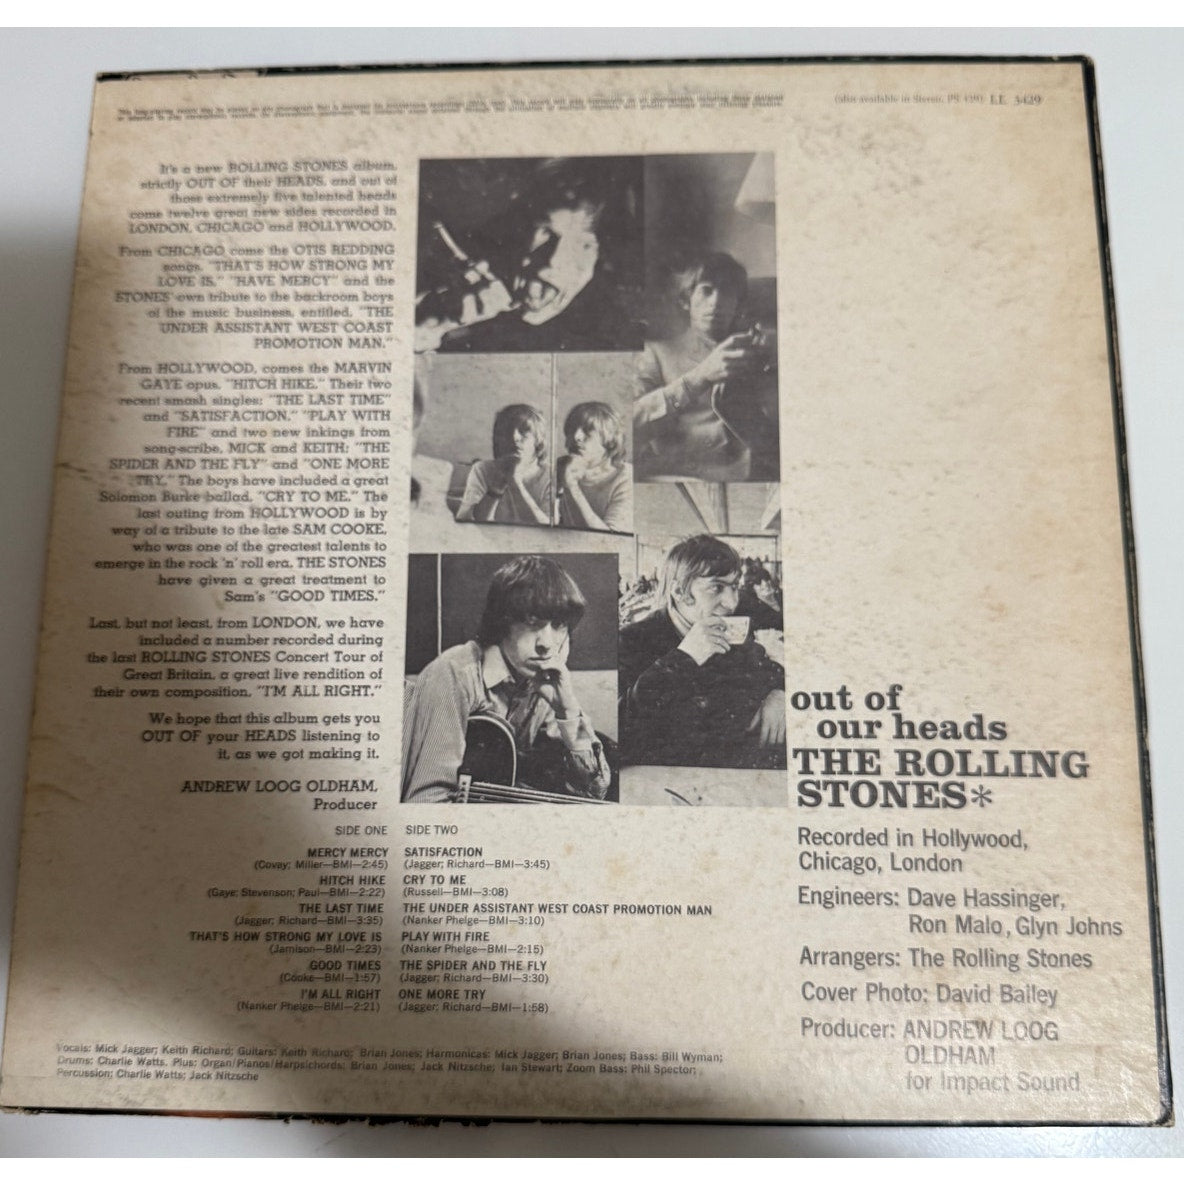 (also available in Stereo, PS 429) LL 3429
It's a new ROLLING STONES album,
strictly OUT OF their HEADS, and out of
those extremely five talented heads
come twelve great new sides recorded in
LONDON, CHICAGO and HOLLYWOOD.
From CHICAGO come the OTIS REDDING
songs, "THAT'S HOW STRONG MY
LOVE IS," "HAVE MERCY" and the
STONES' own tribute to the backroom boys
of the music business, entitled, "THE
UNDER ASSISTANT WEST COAST
PROMOTION MAN."
From HOLLYWOOD, comes the MARVIN
GAYE opus, "HITCH HIKE." Their two
recent smash singles; "THE LAST TIME"
and "SATISFACTION," "PLAY WITH
FIRE" and two new inkings from
song-scribe, MICK and KEITH: "THE
SPIDER AND THE FLY" and "ONE MORE
TRY." The boys have included a great
Solomon Burke ballad, "CRY TO ME." The
last outing from HOLLYWOOD is by
way of a tribute to the late SAM COOKE,
who was one of the greatest talents to
emerge in the rock 'n' roll era. THE STONES
have given a great treatment to
Sam's "GOOD TIMES."
Last, but not least, from LONDON, we have
included a number recorded during
the last ROLLING STONES Concert Tour of
Great Britain, a great live rendition of
their own composition, "I'M ALL RIGHT."
We hope that this album gets you
OUT OF your HEADS listening to
it, as we got making it.
ANDREW LOOG OLDHAM,
Producer
SIDE ONE
MERCY MERCY
(Covay; Miller—BMI—2:45)
HITCH HIKE
(Gaye; Stevenson; Paul—BMI—2:22)
THE LAST TIME
(Jagger; Richard—BMI—3:35)
THAT'S HOW STRONG MY LOVE IS
(Jamison—BMI—2:23)
GOOD TIMES
(Cooke—BMI—1:57)
I'M ALL RIGHT
(Nanker Phelge—BMI—2:21)
SIDE TWO
SATISFACTION
(Jagger; Richard—BMI—3:45)
CRY TO ME
(Russell—BMI—3:08)
THE UNDER ASSISTANT WEST COAST PROMOTION MAN
(Nanker Phelge—BMI—3:10)
PLAY WITH FIRE
(Nanker Phelge—BMI—2:15)
THE SPIDER AND THE FLY
(Jagger; Richard—BMI—3:30)
ONE MORE TRY
(Jagger; Richard—BMI—1:58)
Vocals: Mick Jagger; Keith Richard; Guitars: Keith Richard; Brian Jones; Harmonicas: Mick Jagger; Brian Jones; Bass: Bill Wyman;
Drums: Charlie Watts. Plus: Organ/Pianos/Harpsichords: Brian Jones; Jack Nitzsche; Ian Stewart; Zoom Bass: Phil Spector;
Percussion: Charlie Watts; Jack Nitzsche
out of
our heads
THE ROLLING
STONES*
Recorded in Hollywood,
Chicago, London
Engineers: Dave Hassinger,
Ron Malo, Glyn Johns
Arrangers: The Rolling Stones
Cover Photo: David Bailey
Producer: ANDREW LOOG
OLDHAM
for Impact Sound